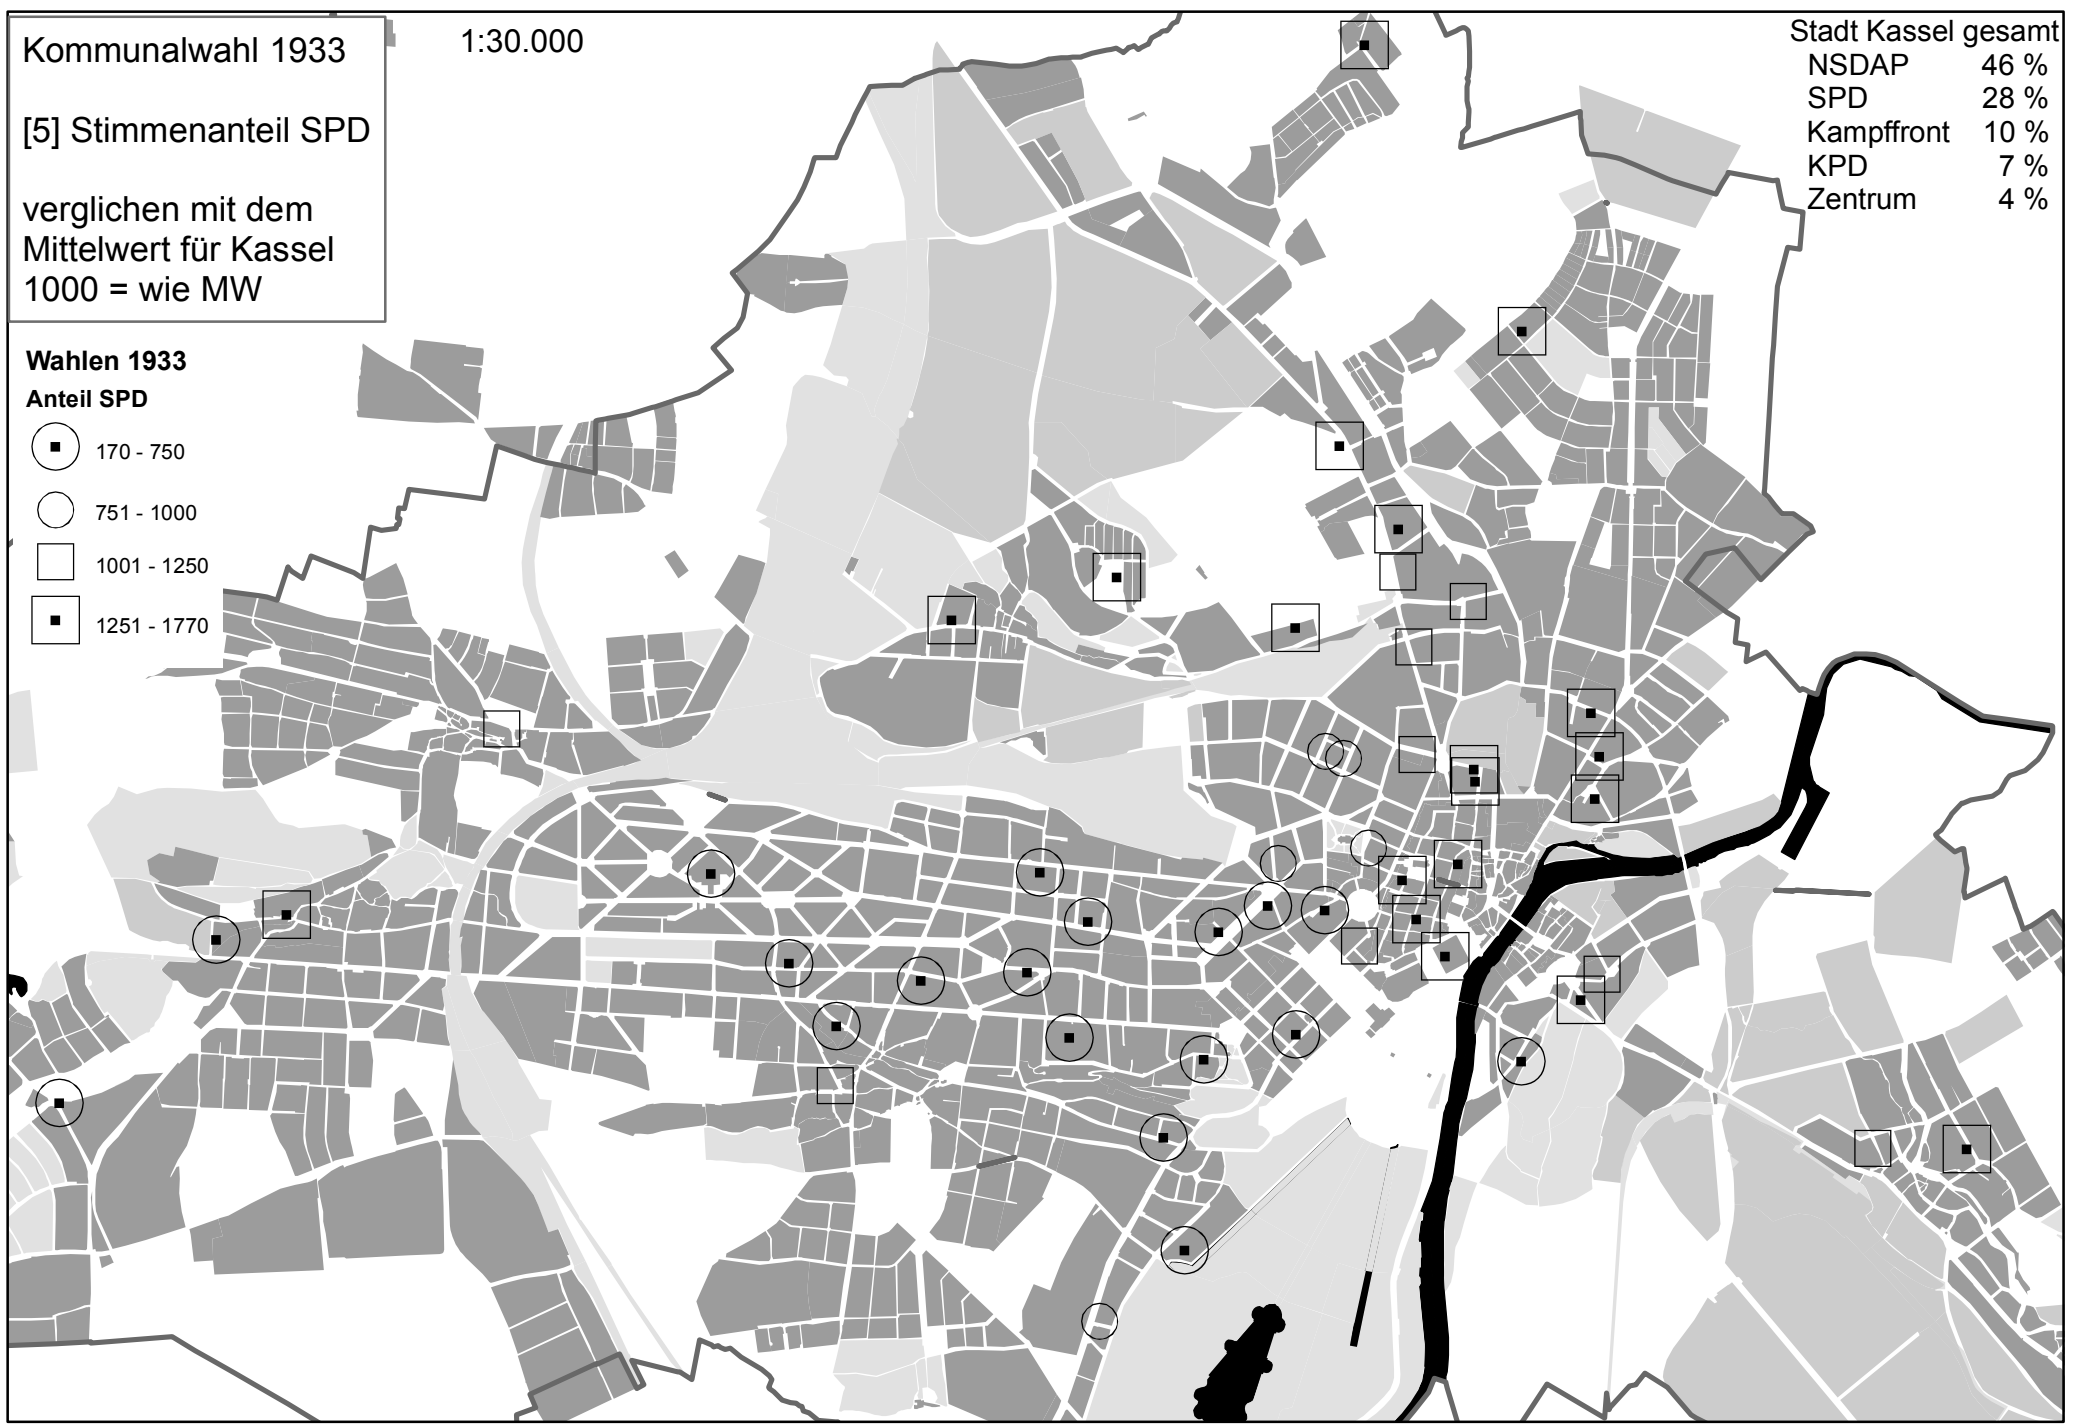 Kommunalwahl 1933
[5] Stimmenanteil SPD
verglichen mit dem
Mittelwert für Kassel
1000 = wie MW
1:30.000
Stadt Kassel gesamt
NSDAP 46 %
SPD 28 %
Kampffront 10 %
KPD 7 %
Zentrum 4 %
Wahlen 1933
Anteil SPD
170 - 750
751 - 1000
1001 - 1250
1251 - 1770